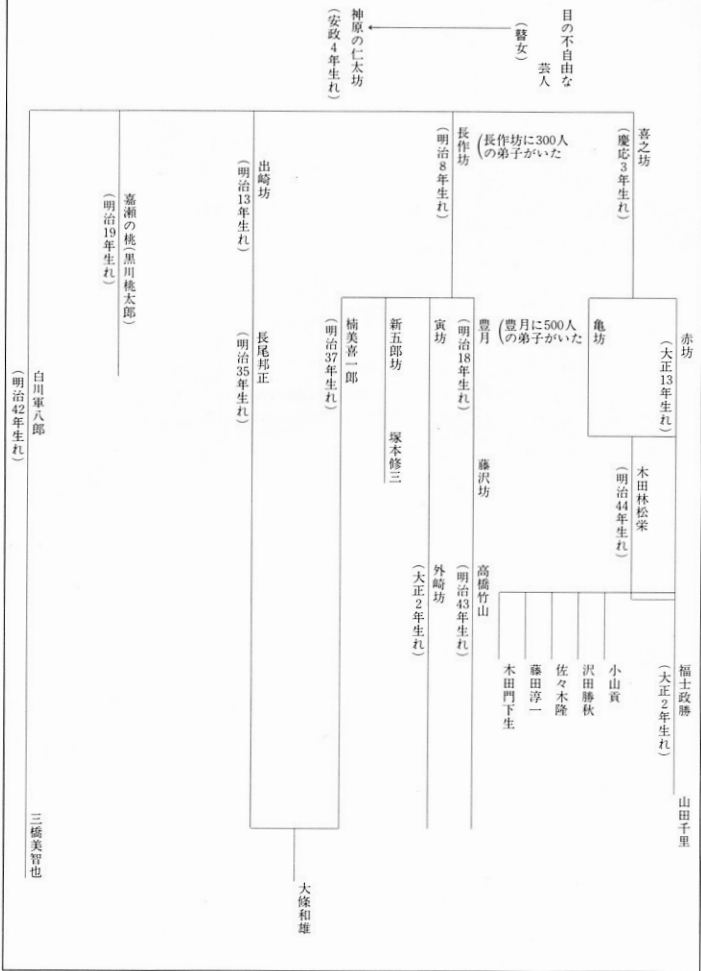 目の不自由な
芸人
(瞽女)
神原の仁太坊
(安政4年生れ)
喜之坊
(慶応3年生れ)
(長作坊に300人
の弟子がいた
長作坊
(明治8年生れ)
出崎坊
(明治13年生れ)
嘉瀬の桃(黒川桃太郎)
(明治19年生れ)
白川軍八郎
(明治42年生れ)
赤坊
(大正13年生れ)
亀坊
(豊月に500人
の弟子がいた
豊月
(明治18年生れ)
寅坊
新五郎坊
楠美喜一郎
(明治37年生れ)
長尾邦正
(明治35年生れ)
木田林松栄
(明治44年生れ)
藤沢坊
塚本修三
福士政勝
(大正2年生れ)
小山貢
沢田勝秋
佐々木隆
藤田淳一
木田門下生
高橋竹山
(明治43年生れ)
外崎坊
(大正2年生れ)
山田千里
三橋美智也
大條和雄